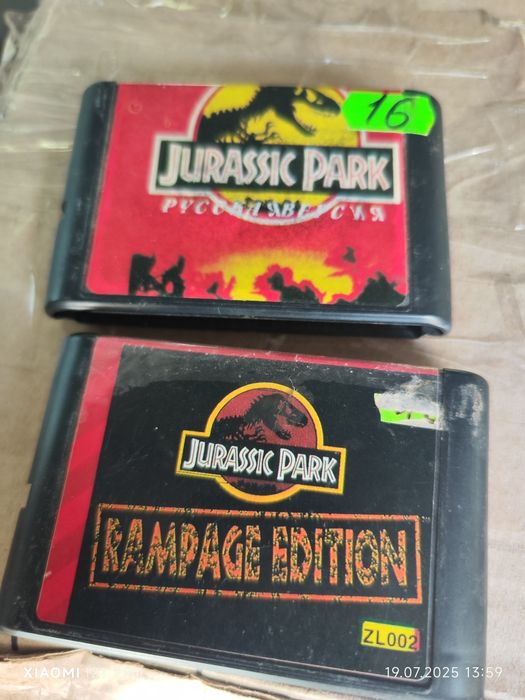 16
JURASSIC PARK
РУССКАЯ ВЕРСИЯ
JURASSIC PARK
RAMPAGE EDITION
ZL002
XIAOMI
19.07.2025 13:59